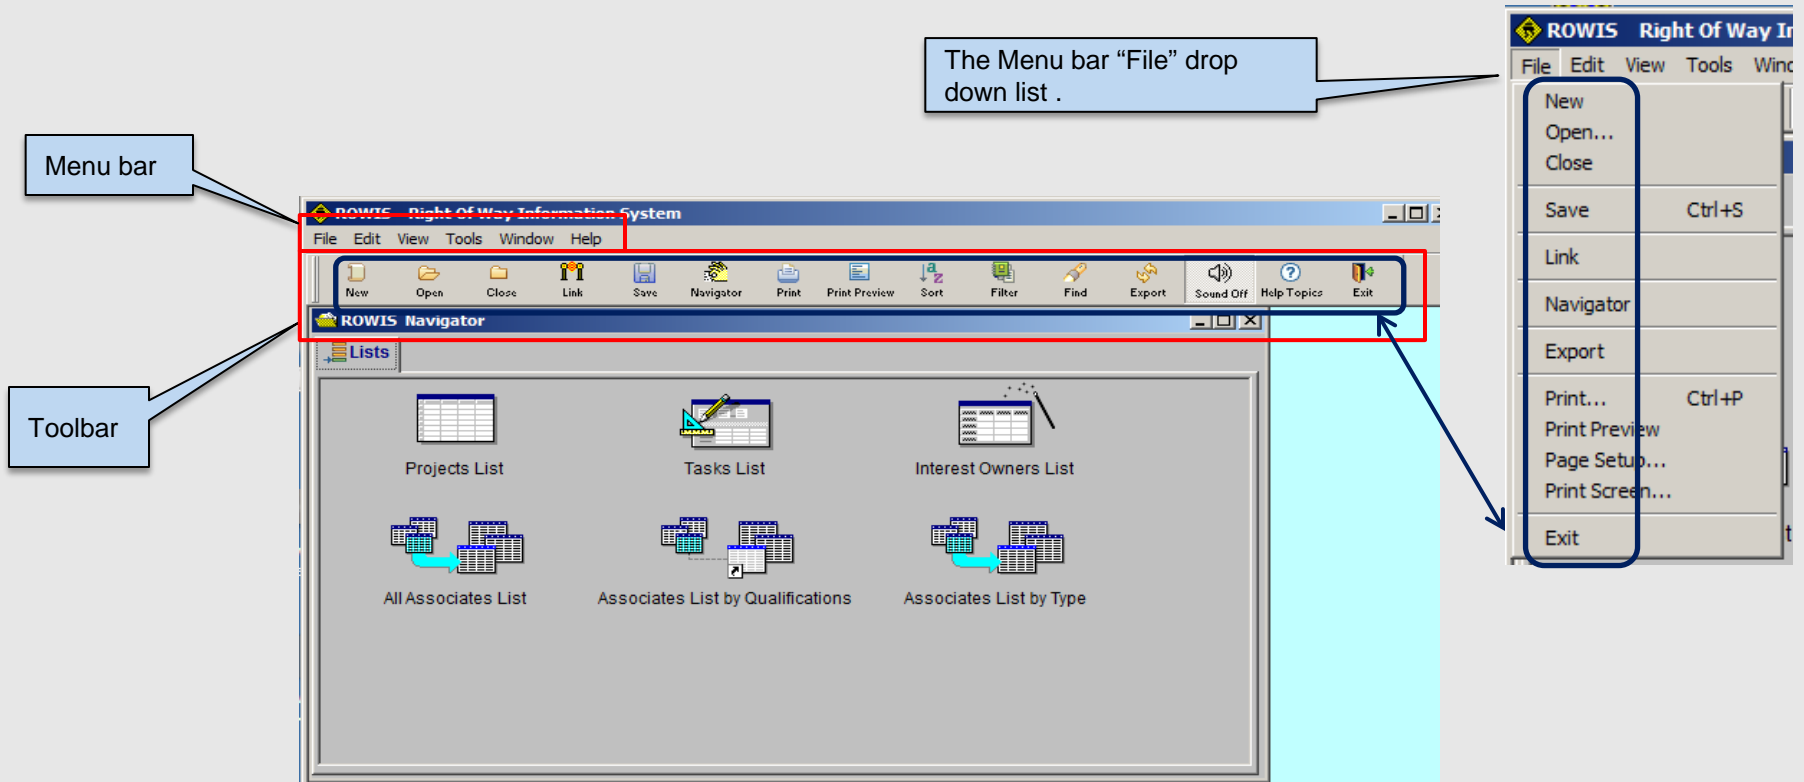 The Menu bar “File” drop
down list .
ROWIS Right Of Way In
File Edit View Tools Wind
New
Open...
Close
Save Ctrl+S
Link
Navigator
Export
Print... Ctrl+P
Print Preview
Page Setup...
Print Screen...
Exit
Menu bar
ROWIS Right Of Way Information System
File Edit View Tools Window Help
New Open Close Link Save Navigator Print Print Preview Sort Filter Find Export Sound Off Help Topics Exit
ROWIS Navigator
Lists
Toolbar
Projects List Tasks List Interest Owners List
All Associates List Associates List by Qualifications Associates List by Type